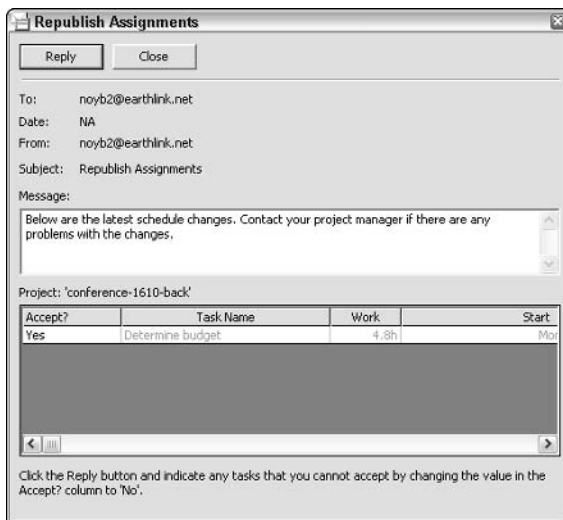 Republish Assignments
Reply Close
To: noyb2@earthlink.net
Date: NA
From: noyb2@earthlink.net
Subject: Republish Assignments
Message:
Below are the latest schedule changes. Contact your project manager if there are any
problems with the changes.
Project: 'conference-1610-back'
Accept? Task Name Work Start
Yes Determine budget 4.8h Mor
Click the Reply button and indicate any tasks that you cannot accept by changing the value in the
Accept? column to 'No'.